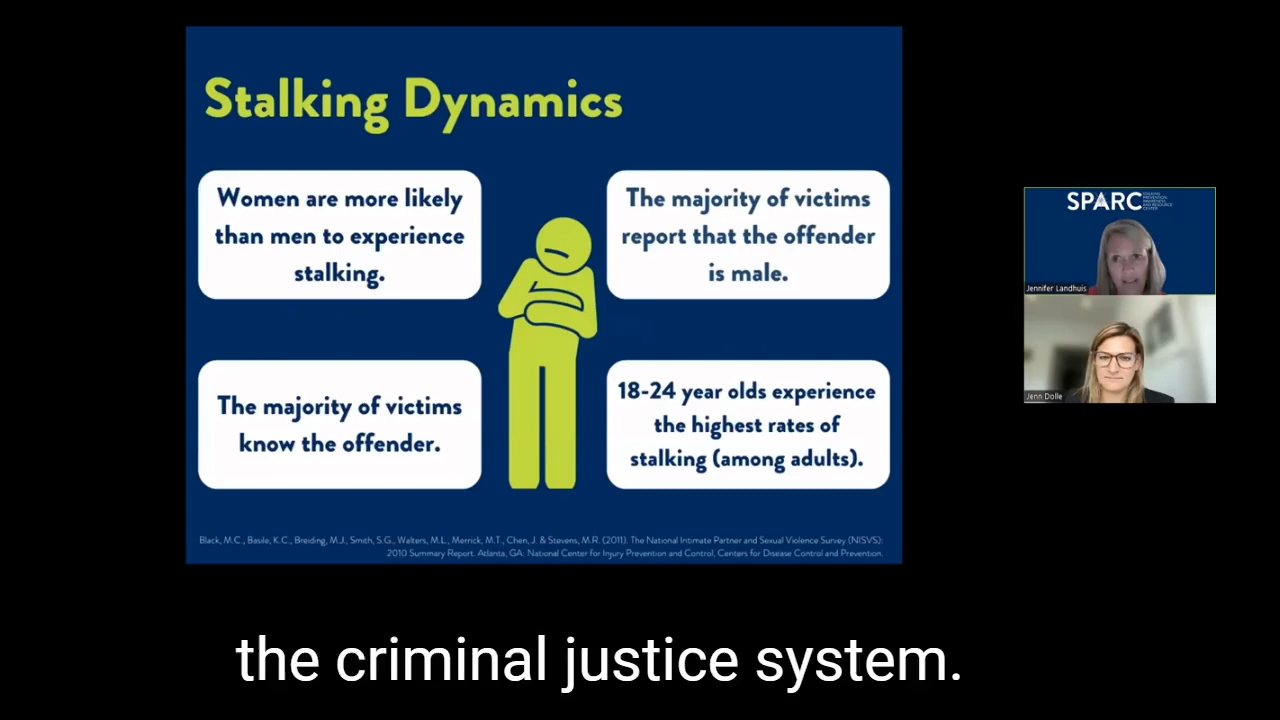 Stalking Dynamics
Women are more likely
than men to experience
stalking.
The majority of victims
report that the offender
is male.
The majority of victims
know the offender.
18-24 year olds experience
the highest rates of
stalking (among adults).
Black, M.C., Basile, K.C., Breiding, M.J., Smith, S.G., Walters, M.L., Merrick, M.T., Chen, J. & Stevens, M.R. (2011). The National Intimate Partner and Sexual Violence Survey (NISVS):
2010 Summary Report. Atlanta, GA: National Center for Injury Prevention and Control, Centers for Disease Control and Prevention.
SPARC
Jennifer Landhuis
Jenn Dolle
the criminal justice system.